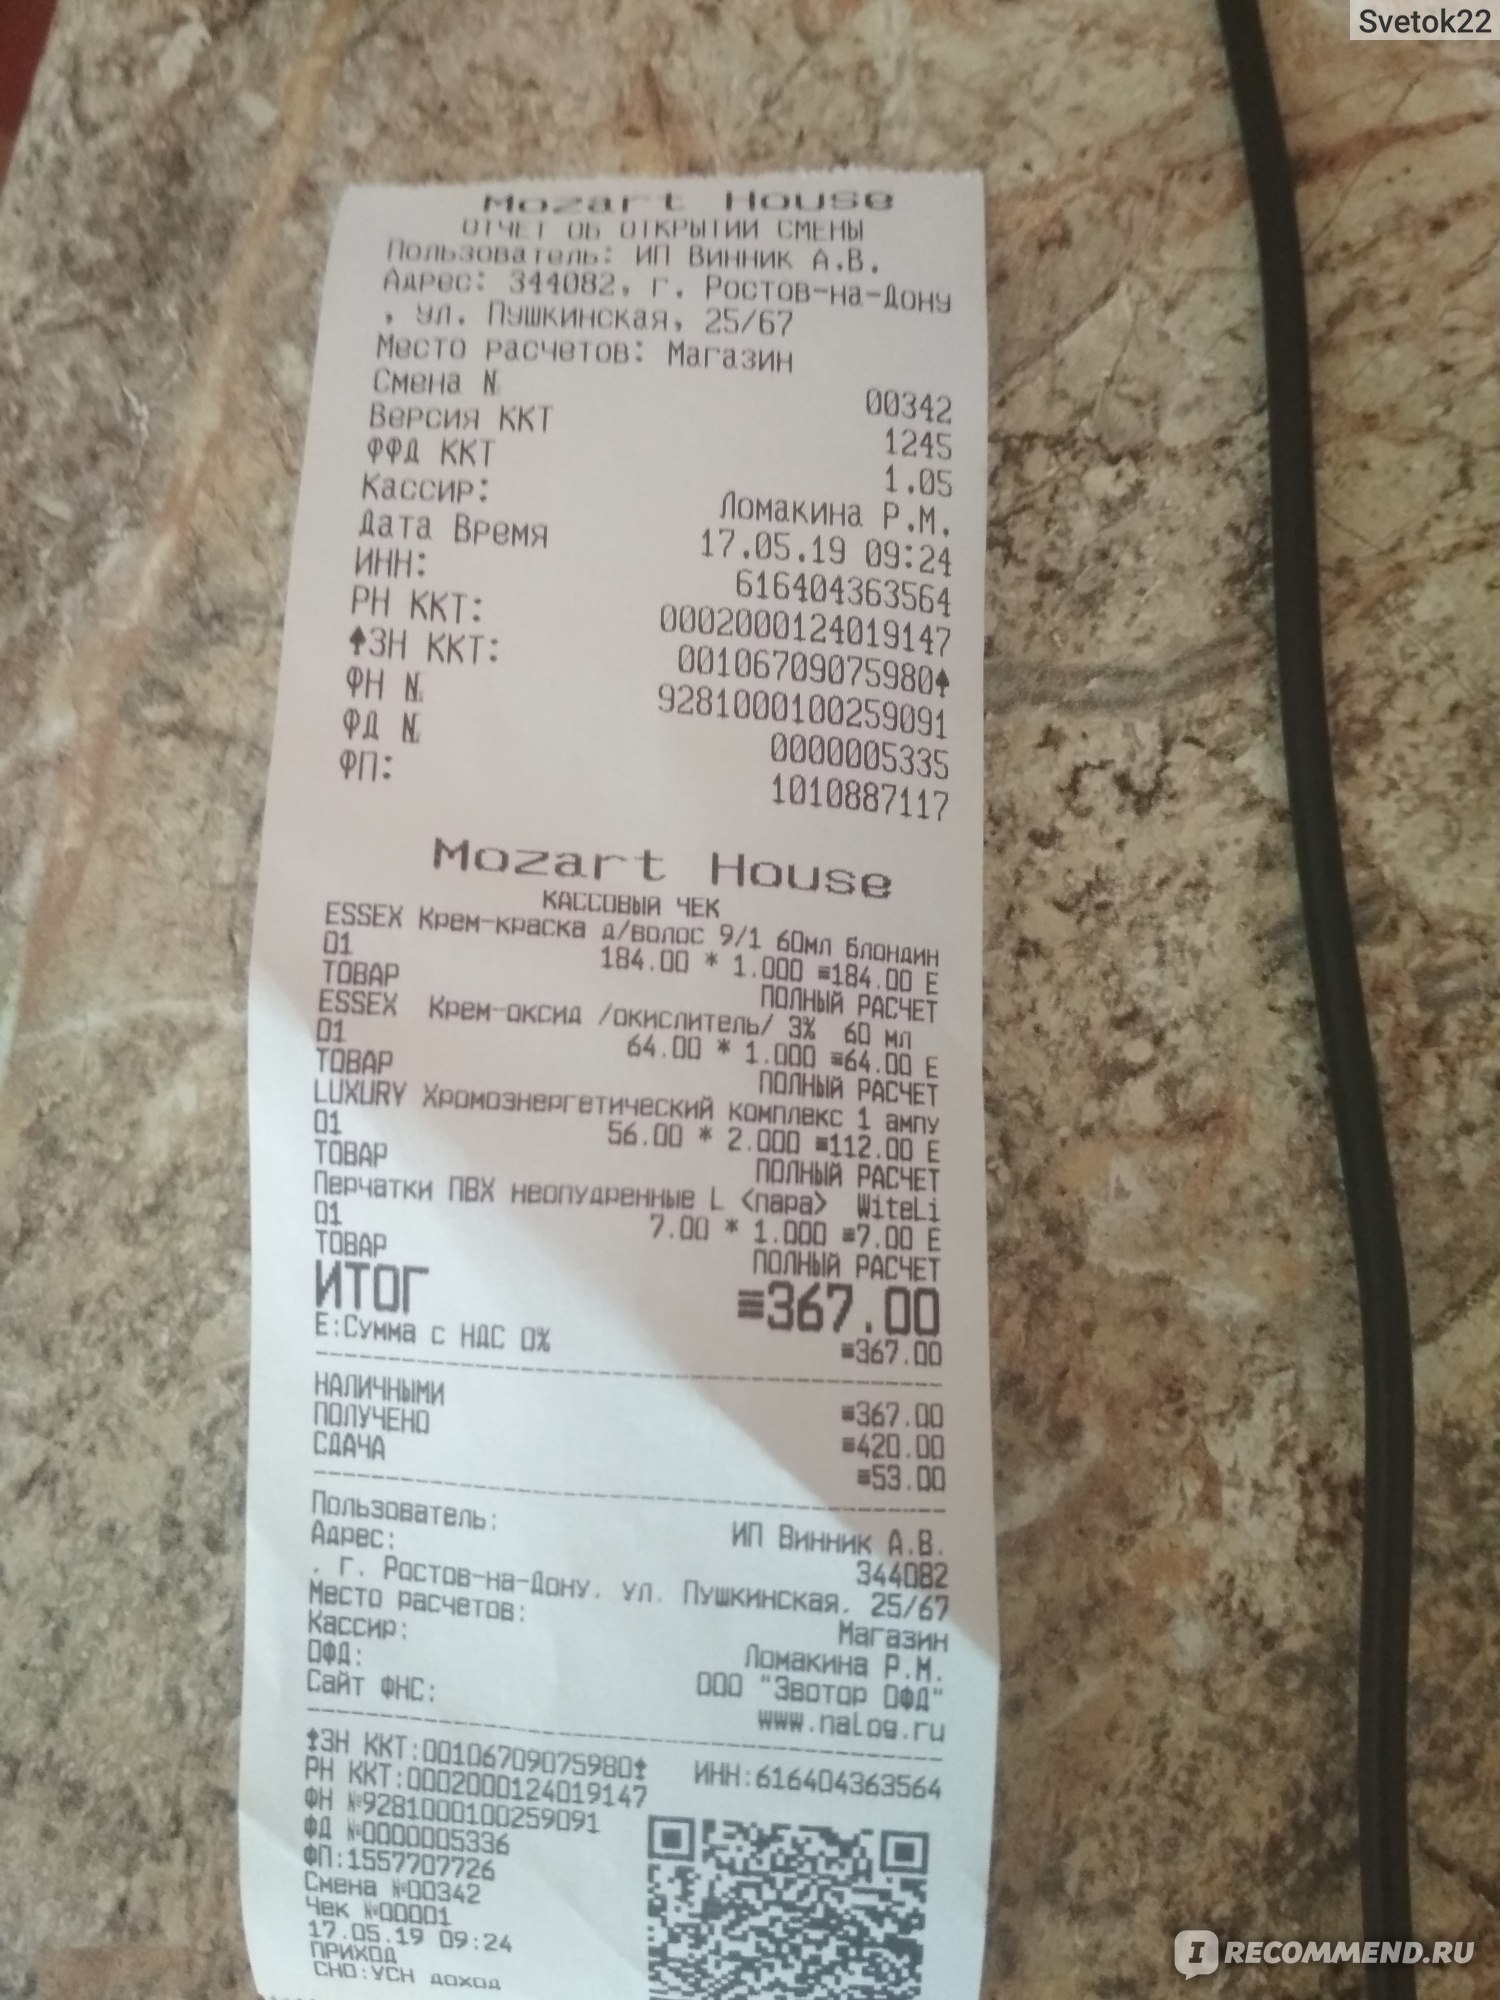 Svetok22
Mozart House
ОТЧЕТ ОБ ОТКРЫТИИ СМЕНЫ
Пользователь: ИП Винник А.В.
Адрес: 344082, г. Ростов-на-Дону
, ул. Пушкинская, 25/67
Место расчетов: Магазин
Смена № 00342
Версия ККТ 1245
ФФД ККТ 1.05
Кассир: Ломакина Р.М.
Дата Время 17.05.19 09:24
ИНН: 616404363564
РН ККТ: 0002000124019147
ЗН ККТ: 00106709075980
ФН № 9281000100259091
ФД № 0000005335
ФП: 1010887117
Mozart House
КАССОВЫЙ ЧЕК
ESSEX Крем-краска д/волос 9/1 60мл Блондин
01 184.00 * 1.000 ≡184.00 Е
ТОВАР ПОЛНЫЙ РАСЧЕТ
ESSEX Крем-оксид /окислитель/ 3% 60 мл
01 64.00 * 1.000 ≡64.00 Е
ТОВАР ПОЛНЫЙ РАСЧЕТ
LUXURY Хромоэнергетический комплекс 1 ампу
01 56.00 * 2.000 ≡112.00 Е
ТОВАР ПОЛНЫЙ РАСЧЕТ
Перчатки ПВХ неопудренные L <пара> WiteLi
01 7.00 * 1.000 ≡7.00 Е
ТОВАР ПОЛНЫЙ РАСЧЕТ
ИТОГ ≡367.00
Е:Сумма с НДС 0% ≡367.00
НАЛИЧНЫМИ ≡367.00
ПОЛУЧЕНО ≡420.00
СДАЧА ≡53.00
Пользователь: ИП Винник А.В.
Адрес: 344082
, г. Ростов-на-Дону, ул. Пушкинская, 25/67
Место расчетов: Магазин
Кассир: Ломакина Р.М.
ОФД: ООО "Эвотор ОФД"
Сайт ФНС: www.nalog.ru
ЗН ККТ:00106709075980 ИНН:616404363564
РН ККТ:0002000124019147
ФН №9281000100259091
ФД №0000005336
ФП:1557707726
Смена №00342
Чек №00001
17.05.19 09:24
ПРИХОД
СНО:УСН доход
I RECOMMEND.RU